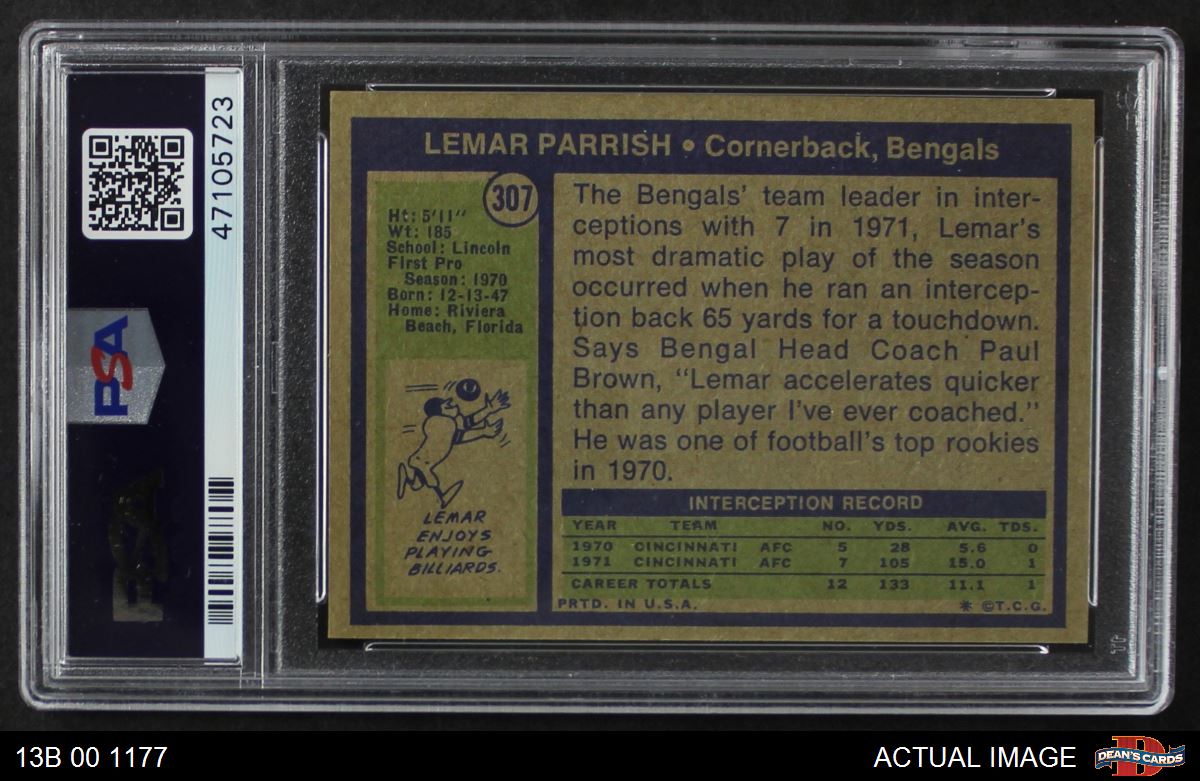 47105723
PSA
LEMAR PARRISH • Cornerback, Bengals
307
Ht: 5'11"
Wt: 185
School: Lincoln
First Pro
Season: 1970
Born: 12-13-47
Home: Riviera
Beach, Florida
LEMAR
ENJOYS
PLAYING
BILLIARDS.
The Bengals' team leader in inter-
ceptions with 7 in 1971, Lemar's
most dramatic play of the season
occurred when he ran an intercep-
tion back 65 yards for a touchdown.
Says Bengal Head Coach Paul
Brown, "Lemar accelerates quicker
than any player I've ever coached."
He was one of football's top rookies
in 1970.
INTERCEPTION RECORD
YEAR TEAM NO. YDS. AVG. TDS.
1970 CINCINNATI AFC 5 28 5.6 0
1971 CINCINNATI AFC 7 105 15.0 1
CAREER TOTALS 12 133 11.1 1
PRTD. IN U.S.A. * ©T.C.G.
13B 00 1177
ACTUAL IMAGE
DEAN'S CARDS